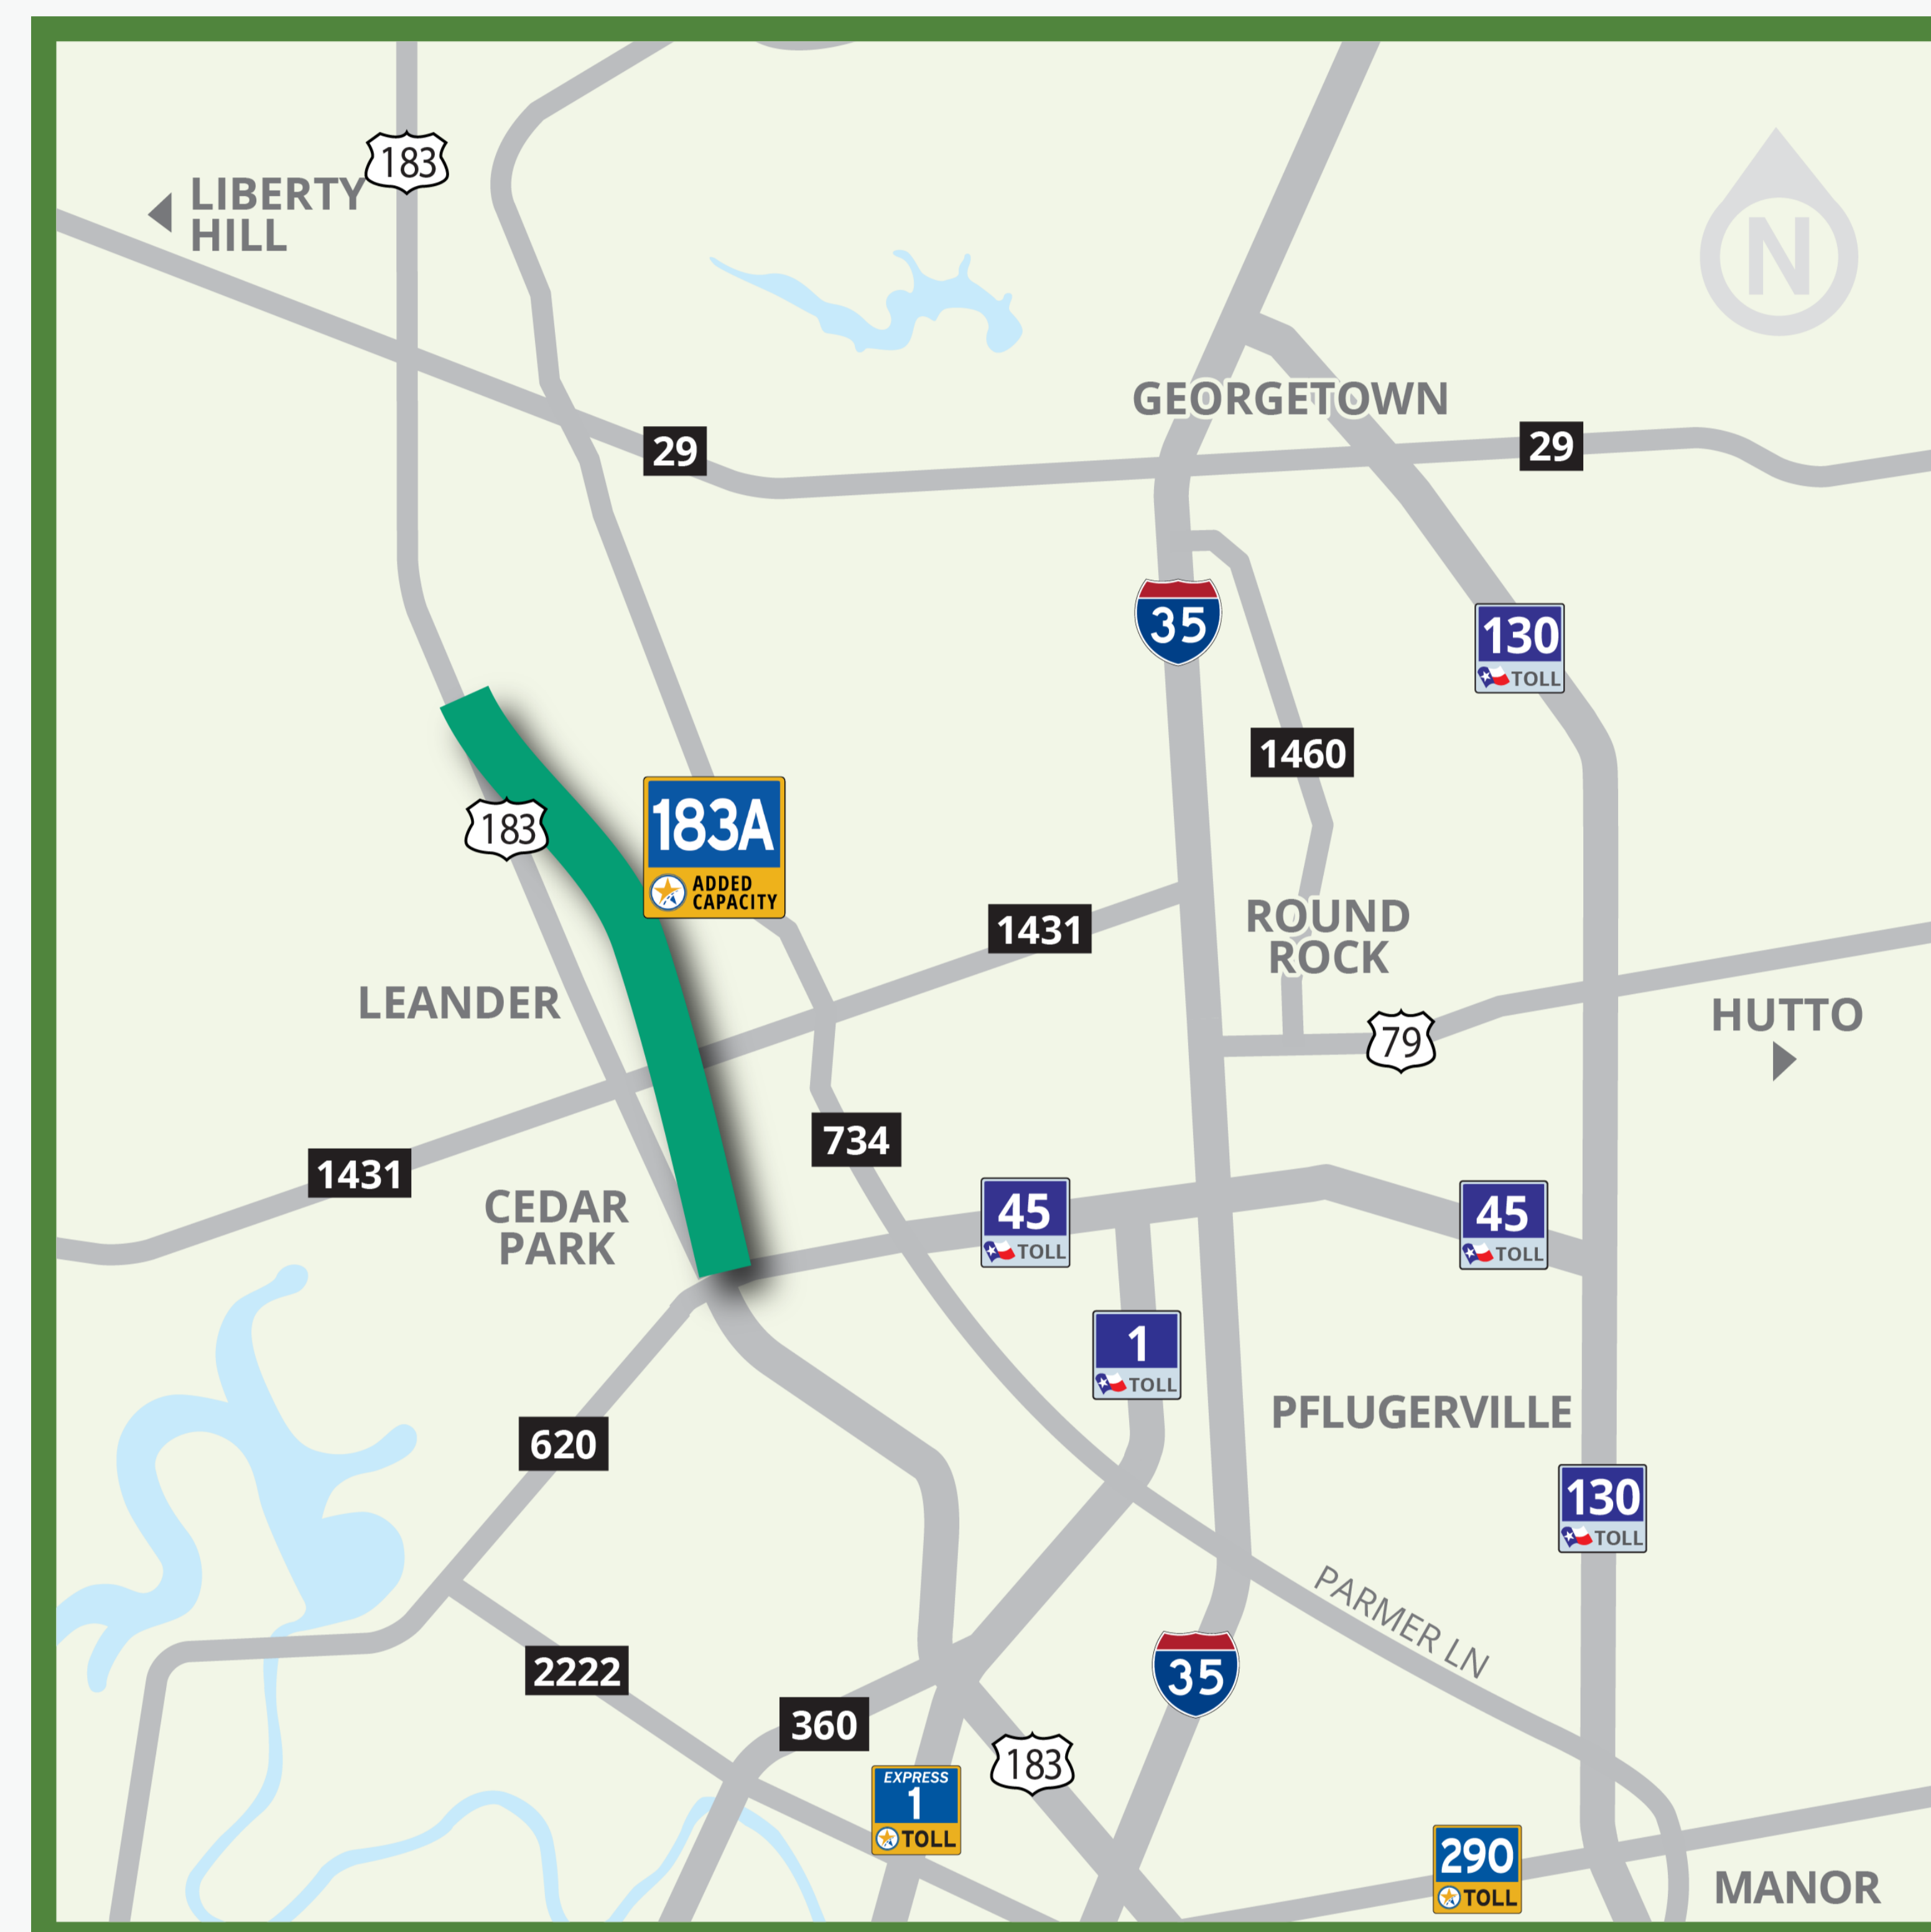 183
LIBERTY
HILL
N
GEORGETOWN
29
29
35
130
TOLL
1460
183
183A
ADDED
CAPACITY
1431
ROUND
ROCK
LEANDER
HUTTO
79
734
1431
CEDAR
PARK
45
TOLL
45
TOLL
1
TOLL
PFLUGERVILLE
620
130
TOLL
PARMER LN
2222
35
360
183
EXPRESS
1
TOLL
290
TOLL
MANOR